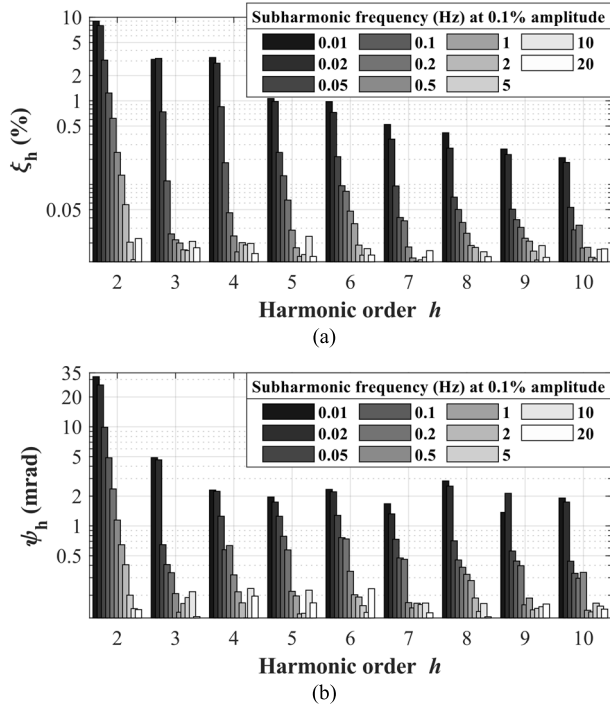 Subharmonic frequency (Hz) at 0.1% amplitude
0.01 0.1 1 10
0.02 0.2 2 20
0.05 0.5 5
10
5
1
0.5
0.05
ξh (%)
2 3 4 5 6 7 8 9 10
Harmonic order h
(a)
Subharmonic frequency (Hz) at 0.1% amplitude
0.01 0.1 1 10
0.02 0.2 2 20
0.05 0.5 5
35
20
10
5
2
1
0.5
ψh (mrad)
2 3 4 5 6 7 8 9 10
Harmonic order h
(b)